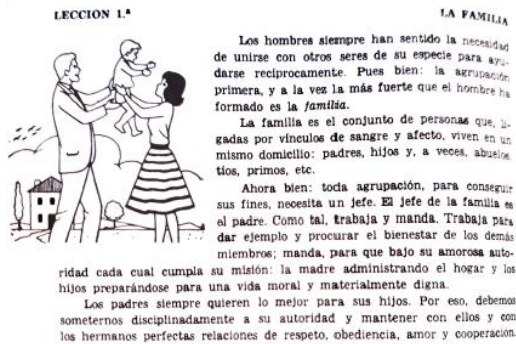 LECCION 1.ª
LA FAMILIA
Los hombres siempre han sentido la necesidad
de unirse con otros seres de su especie para ayu-
darse recíprocamente. Pues bien: la agrupación
primera, y a la vez la más fuerte que el hombre ha
formado es la familia.
La familia es el conjunto de personas que, li-
gadas por vínculos de sangre y afecto, viven en un
mismo domicilio: padres, hijos y, a veces, abuelos
tíos, primos, etc.
Ahora bien: toda agrupación, para conseguir
sus fines, necesita un jefe. El jefe de la familia es
el padre. Como tal, trabaja y manda. Trabaja para
dar ejemplo y procurar el bienestar de los demás
miembros; manda, para que bajo su amorosa auto-
ridad cada cual cumpla su misión: la madre administrando el hogar y los
hijos preparándose para una vida moral y materialmente digna.
Los padres siempre quieren lo mejor para sus hijos. Por eso, debemos
someternos disciplinadamente a su autoridad y mantener con ellos y con
los hermanos perfectas relaciones de respeto, obediencia, amor y cooperación.